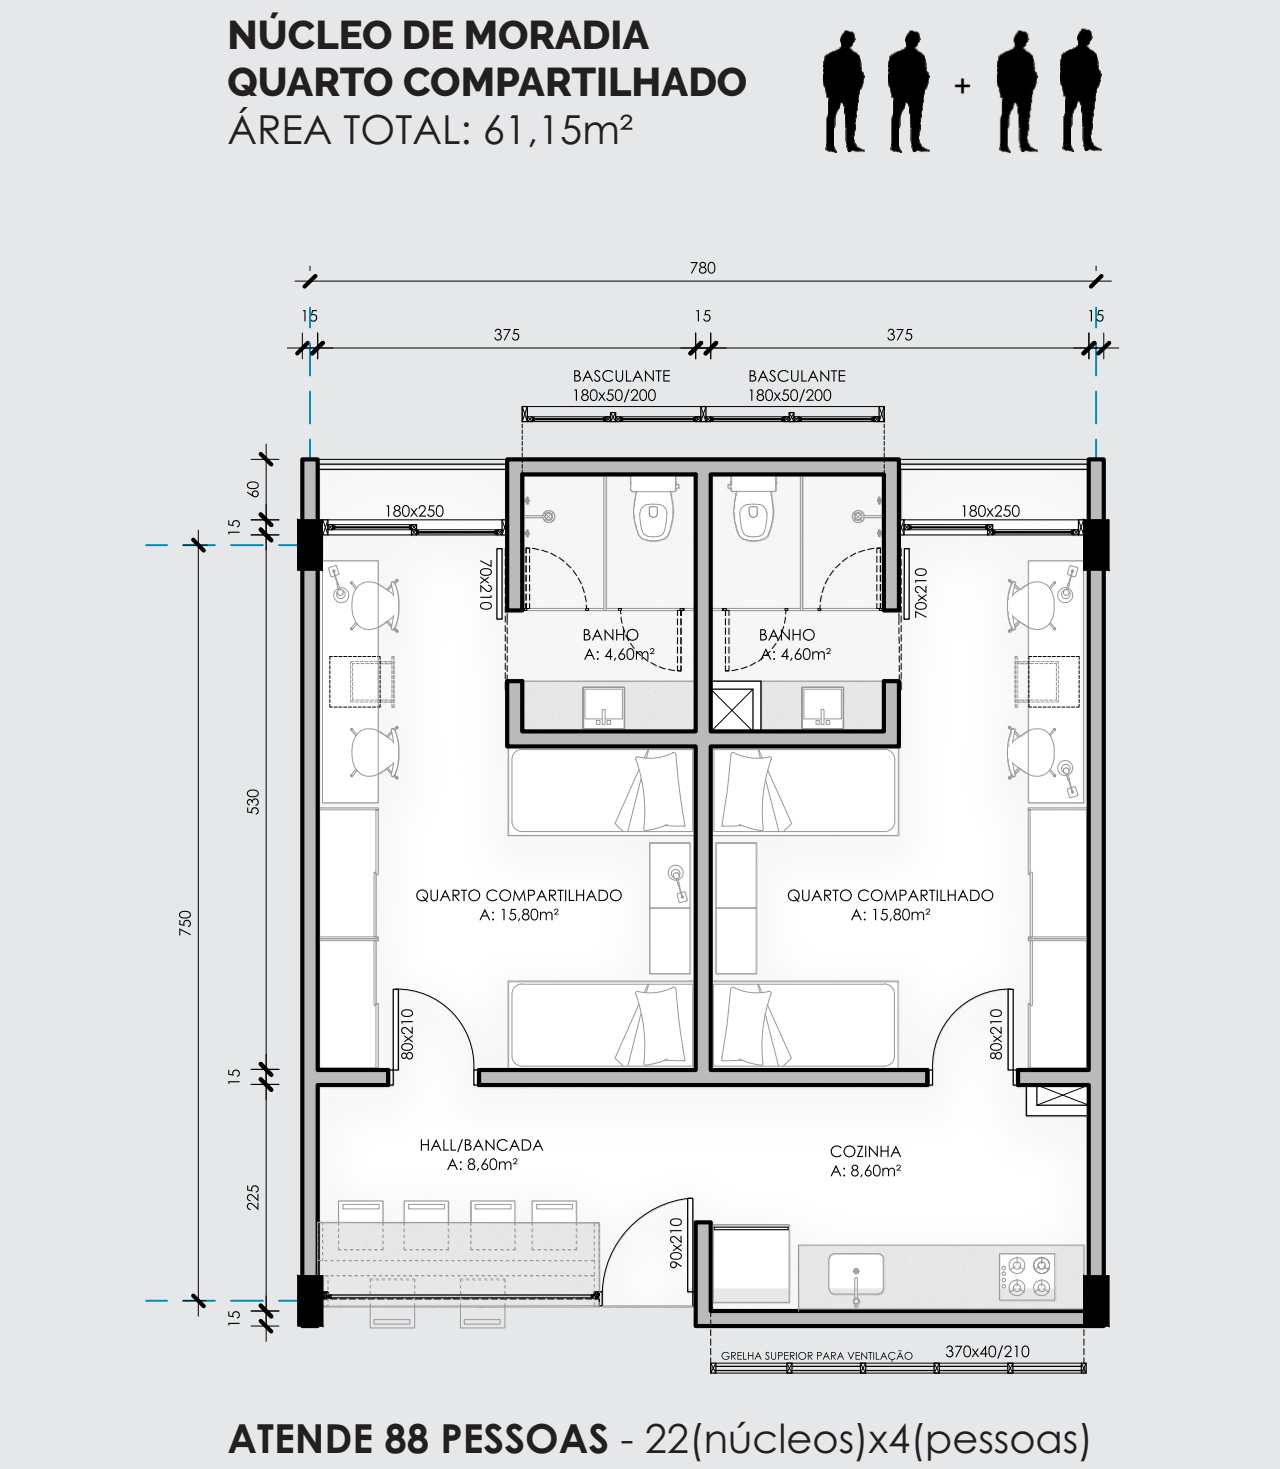 NÚCLEO DE MORADIA
QUARTO COMPARTILHADO
ÁREA TOTAL: 61,15m²
+
780
15
15
15
375
375
BASCULANTE
180x50/200
BASCULANTE
180x50/200
60
15
180x250
180x250
70x210
70x210
BANHO
A: 4,60m²
BANHO
A: 4,60m²
530
750
QUARTO COMPARTILHADO
A: 15,80m²
QUARTO COMPARTILHADO
A: 15,80m²
80x210
80x210
15
HALL/BANCADA
A: 8,60m²
COZINHA
A: 8,60m²
225
90x210
15
GRELHA SUPERIOR PARA VENTILAÇÃO
370x40/210
ATENDE 88 PESSOAS - 22(núcleos)x4(pessoas)